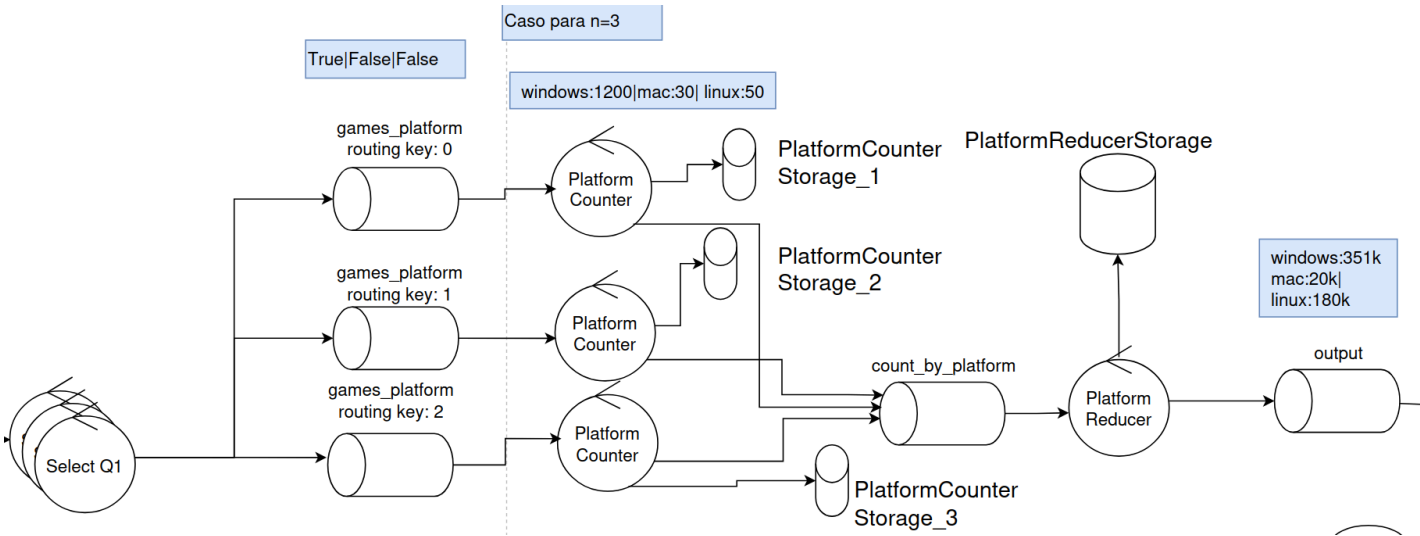 Caso para n=3
True|False|False
windows:1200|mac:30| linux:50
games_platform
routing key: 0
Platform
Counter
PlatformCounter
Storage_1
PlatformReducerStorage
games_platform
routing key: 1
Platform
Counter
PlatformCounter
Storage_2
windows:351k
mac:20k|
linux:180k
games_platform
routing key: 2
Platform
Counter
count_by_platform
Platform
Reducer
output
Select Q1
PlatformCounter
Storage_3